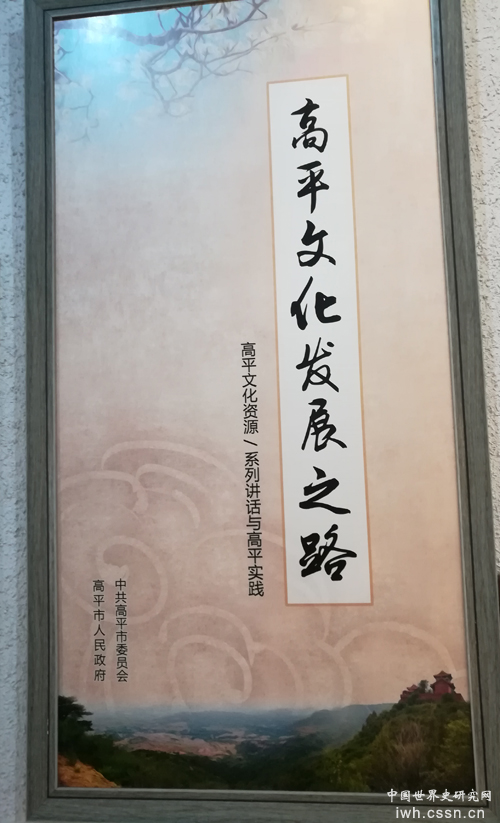 高平文化发展之路
高平文化资源/系列讲话与高平实践
中共高平市委员会
高平市人民政府
中国世界史研究网
iwh.cssn.cn